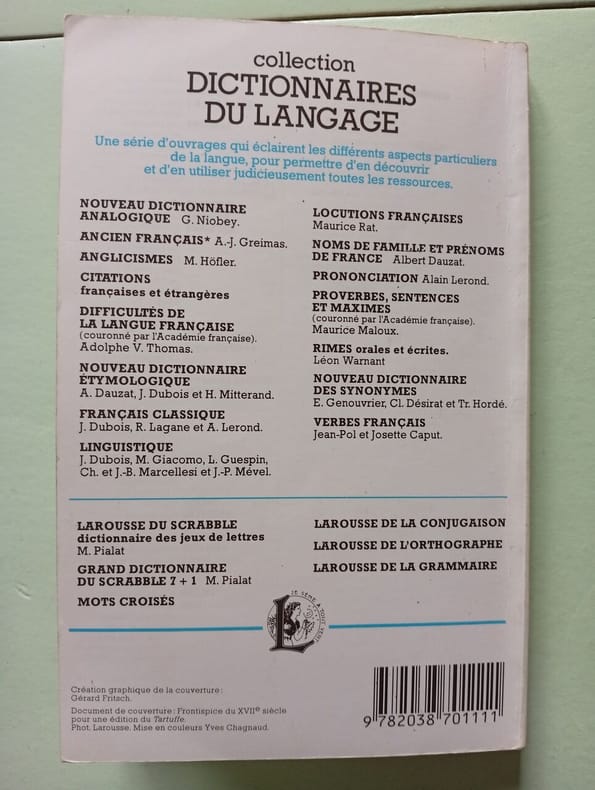 collection
DICTIONNAIRES
DU LANGAGE
Une série d'ouvrages qui éclairent les différents aspects particuliers
de la langue, pour permettre d'en découvrir
et d'en utiliser judicieusement toutes les ressources.
NOUVEAU DICTIONNAIRE
ANALOGIQUE G. Niobey.
ANCIEN FRANÇAIS* A.-J. Greimas.
ANGLICISMES M. Höfler.
CITATIONS
françaises et étrangères
DIFFICULTÉS DE
LA LANGUE FRANÇAISE
(couronné par l'Académie française).
Adolphe V. Thomas.
NOUVEAU DICTIONNAIRE
ÉTYMOLOGIQUE
A. Dauzat, J. Dubois et H. Mitterand.
FRANÇAIS CLASSIQUE
J. Dubois, R. Lagane et A. Lerond.
LINGUISTIQUE
J. Dubois, M. Giacomo, L. Guespin,
Ch. et J.-B. Marcellesi et J.-P. Mével.
LOCUTIONS FRANÇAISES
Maurice Rat.
NOMS DE FAMILLE ET PRÉNOMS
DE FRANCE Albert Dauzat.
PRONONCIATION Alain Lerond.
PROVERBES, SENTENCES
ET MAXIMES
(couronné par l'Académie française).
Maurice Maloux.
RIMES orales et écrites.
Léon Warnant
NOUVEAU DICTIONNAIRE
DES SYNONYMES
E. Genouvrier, Cl. Désirat et Tr. Hordé.
VERBES FRANÇAIS
Jean-Pol et Josette Caput.
LAROUSSE DU SCRABBLE
dictionnaire des jeux de lettres
M. Pialat
GRAND DICTIONNAIRE
DU SCRABBLE 7 + 1 M. Pialat
MOTS CROISÉS
LAROUSSE DE LA CONJUGAISON
LAROUSSE DE L'ORTHOGRAPHE
LAROUSSE DE LA GRAMMAIRE
JE SÈME À TOUT VENT
L
Création graphique de la couverture :
Gérard Fritsch.
Document de couverture : Frontispice du XVIIe siècle
pour une édition du Tartuffe.
Phot. Larousse. Mise en couleurs Yves Chagnaud.
9 782038 701111